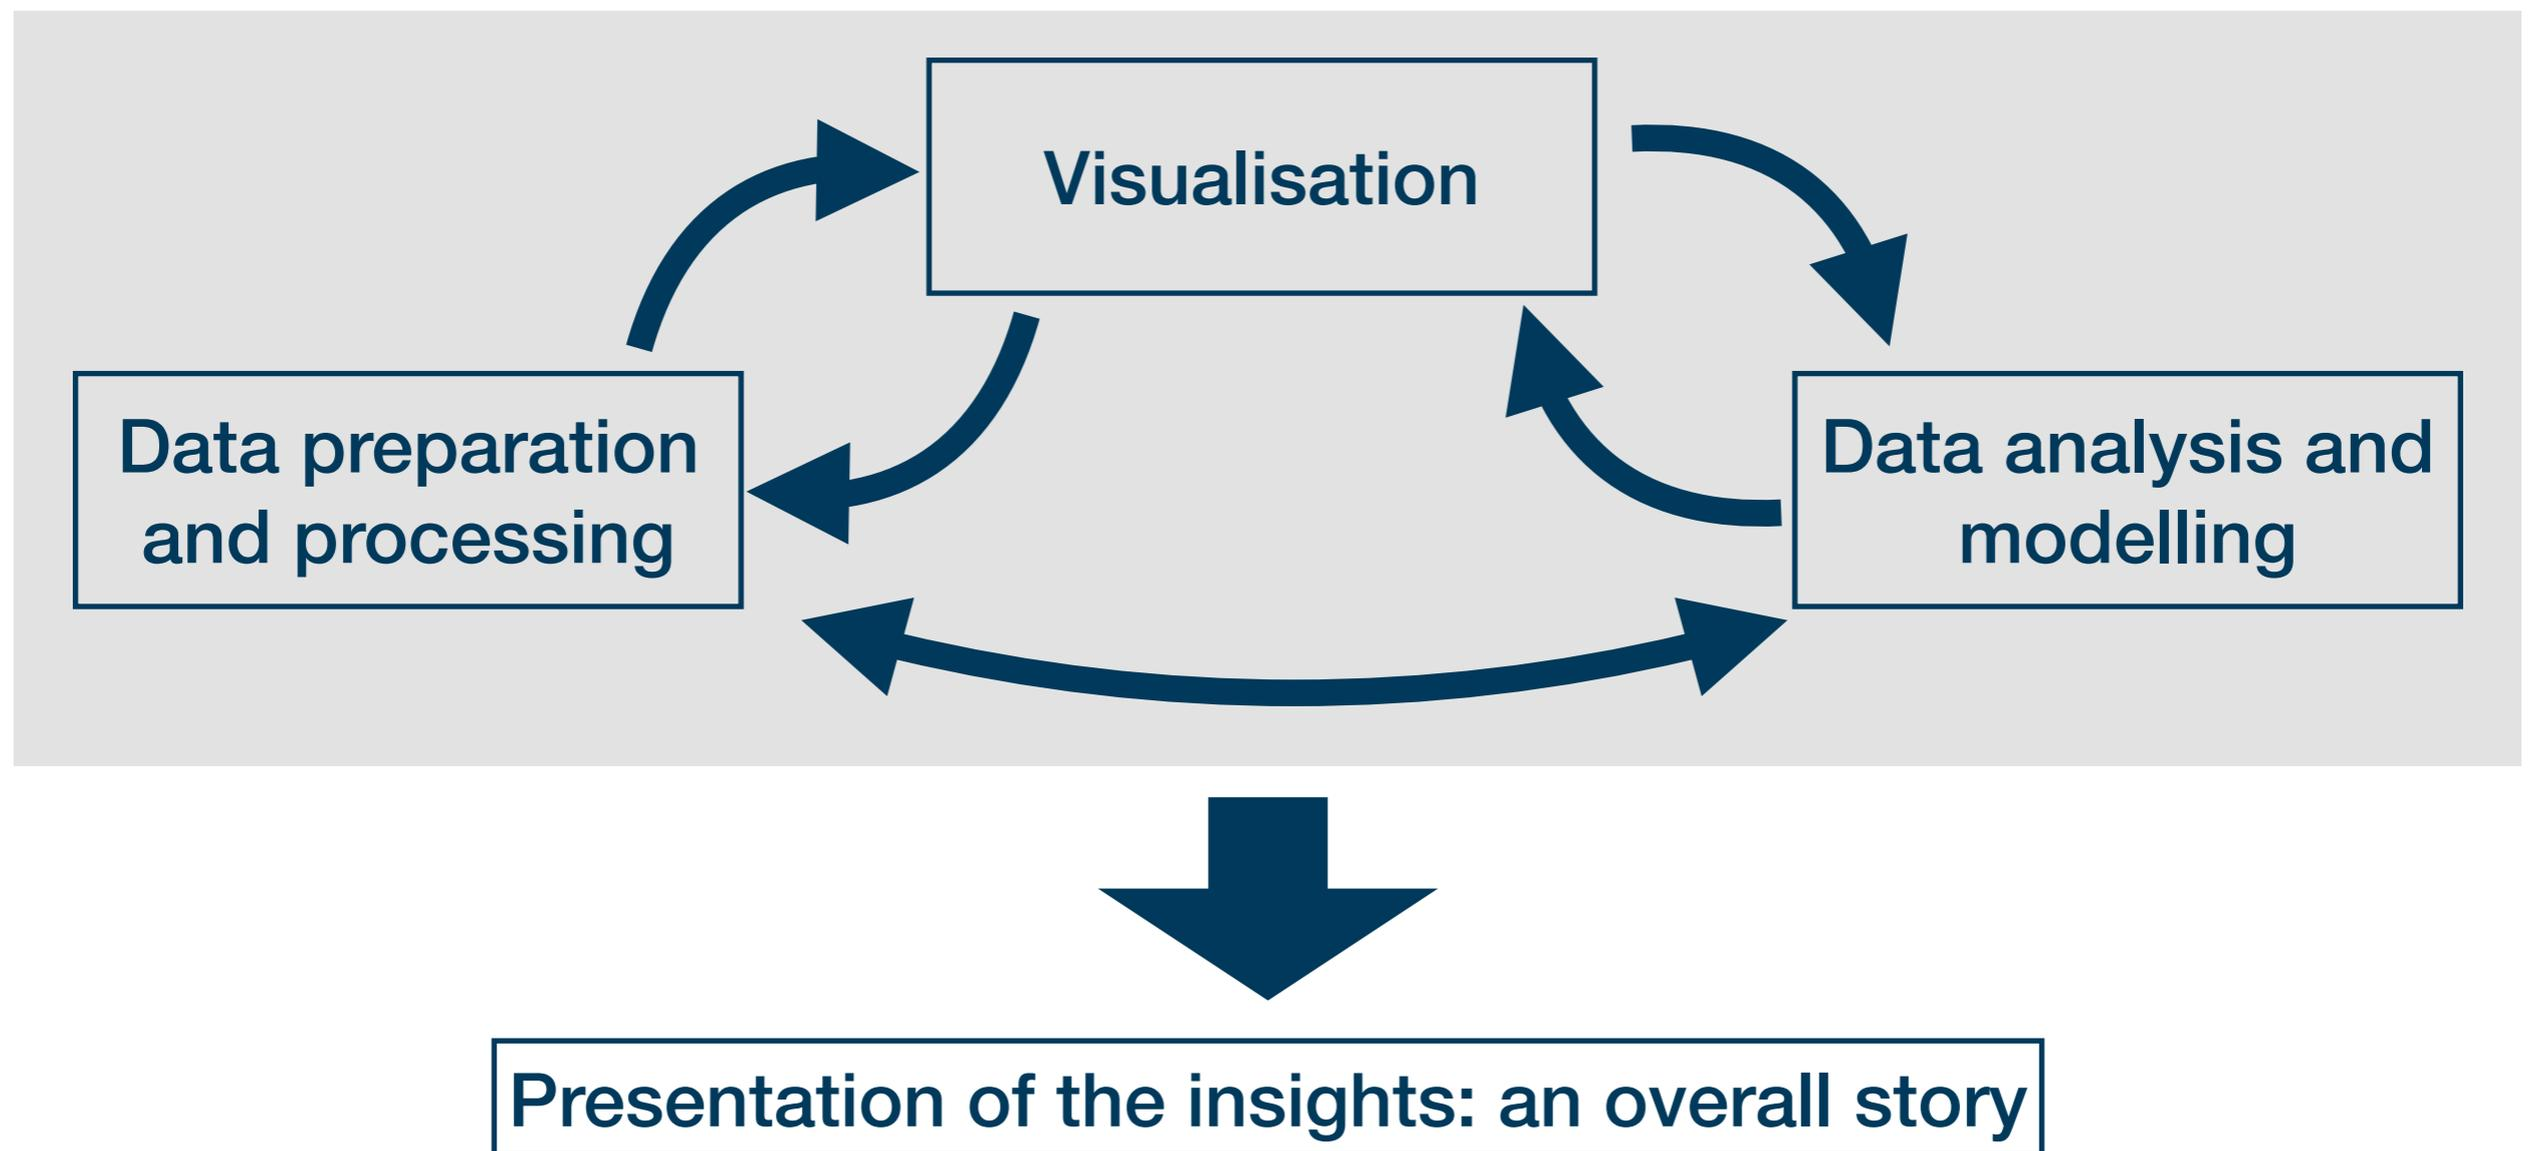 Visualisation
Data preparation
and processing
Data analysis and
modelling
Presentation of the insights: an overall story